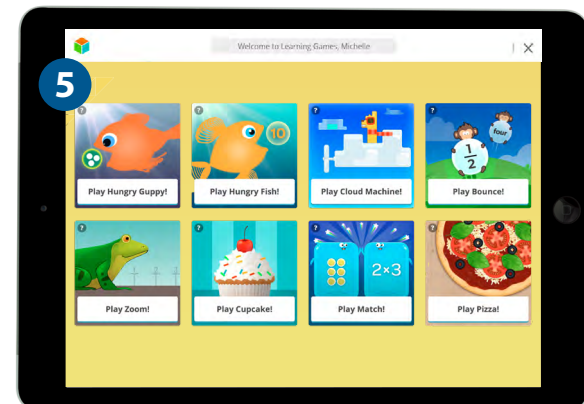 Welcome to Learning Games, Michelle
5
?
?
10
?
?
four
1
2
Play Hungry Guppy!
Play Hungry Fish!
Play Cloud Machine!
Play Bounce!
?
?
?
2×3
?
Play Zoom!
Play Cupcake!
Play Match!
Play Pizza!